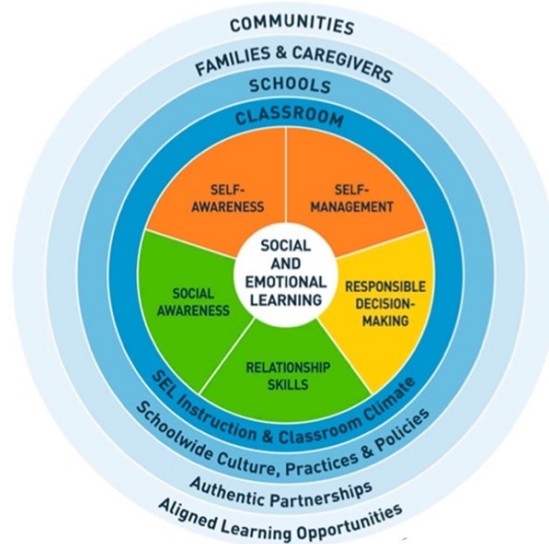 COMMUNITIES
FAMILIES & CAREGIVERS
SCHOOLS
CLASSROOM
SELF-
AWARENESS
SELF-
MANAGEMENT
SOCIAL
AND
EMOTIONAL
LEARNING
SOCIAL
AWARENESS
RESPONSIBLE
DECISION-
MAKING
RELATIONSHIP
SKILLS
SEL Instruction & Classroom Climate
Schoolwide Culture, Practices & Policies
Authentic Partnerships
Aligned Learning Opportunities